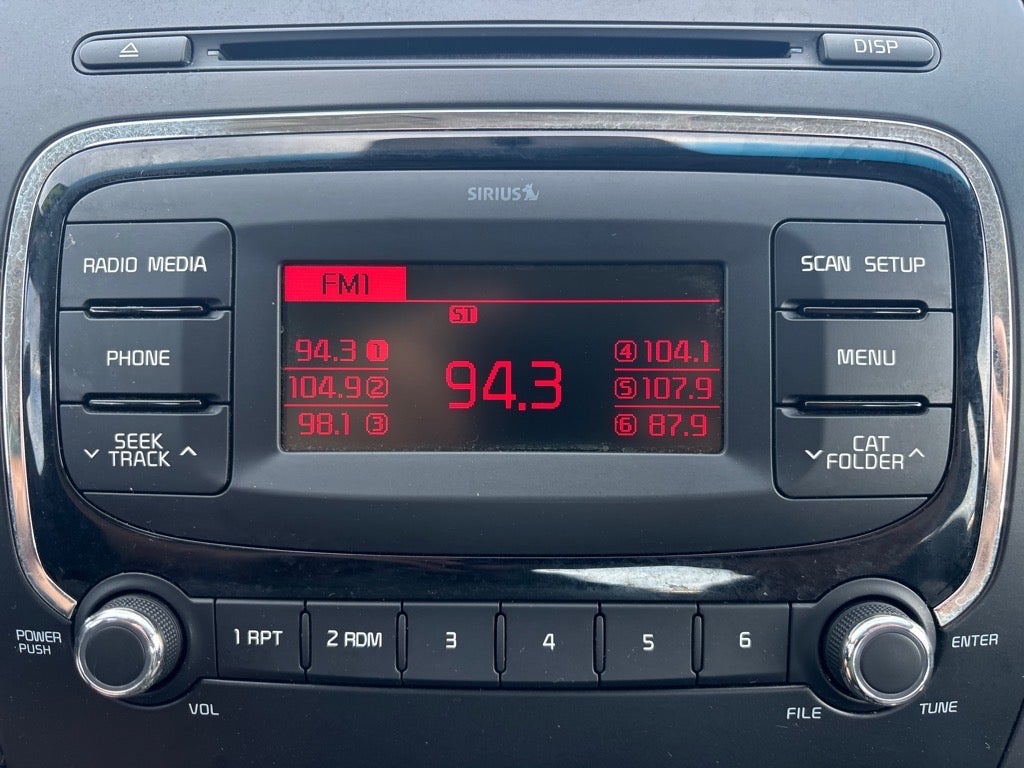 DISP
SIRIUS
RADIO MEDIA
SCAN SETUP
FM1
ST
94.3 1
4 104.1
PHONE
94.3
MENU
104.9 2
5 107.9
98.1 3
6 87.9
SEEK
TRACK
CAT
FOLDER
POWER
PUSH
1 RPT
2 RDM
3
4
5
6
ENTER
VOL
FILE
TUNE